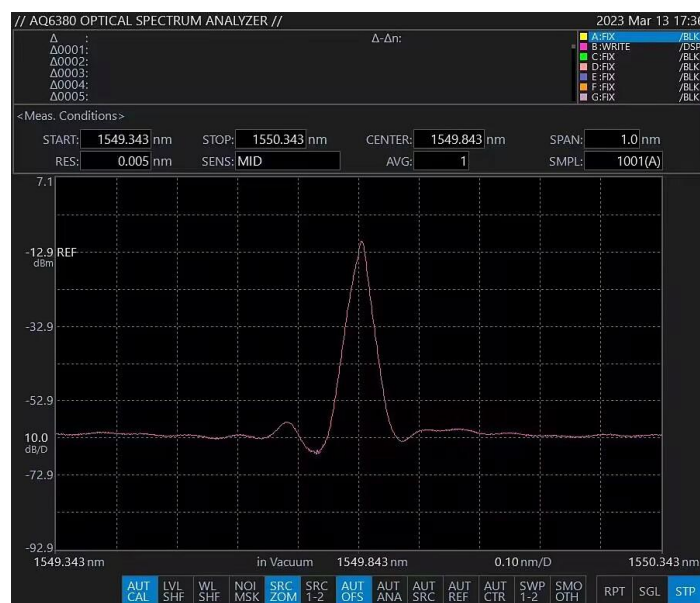 // AQ6380 OPTICAL SPECTRUM ANALYZER // 2023 Mar 13 17:36
Δ : Δ-Δn:
Δ0001:
Δ0002:
Δ0003:
Δ0004:
Δ0005:
A:FIX /BLK
B:WRITE /DSP
C:FIX /BLK
D:FIX /BLK
E:FIX /BLK
F:FIX /BLK
G:FIX /BLK
<Meas. Conditions>
START: 1549.343 nm STOP: 1550.343 nm CENTER: 1549.843 nm SPAN: 1.0 nm
RES: 0.005 nm SENS: MID AVG: 1 SMPL: 1001(A)
7.1
-12.9 REF
dBm
-32.9
-52.9
10.0
dB/D
-72.9
-92.9
1549.343 nm in Vacuum 1549.843 nm 0.10 nm/D 1550.343 nm
AUT CAL LVL SHF WL SHF NOI MSK SRC ZOM SRC 1-2 AUT OFS AUT ANA AUT SRC AUT REF AUT CTR SWP 1-2 SMO OTH RPT SGL